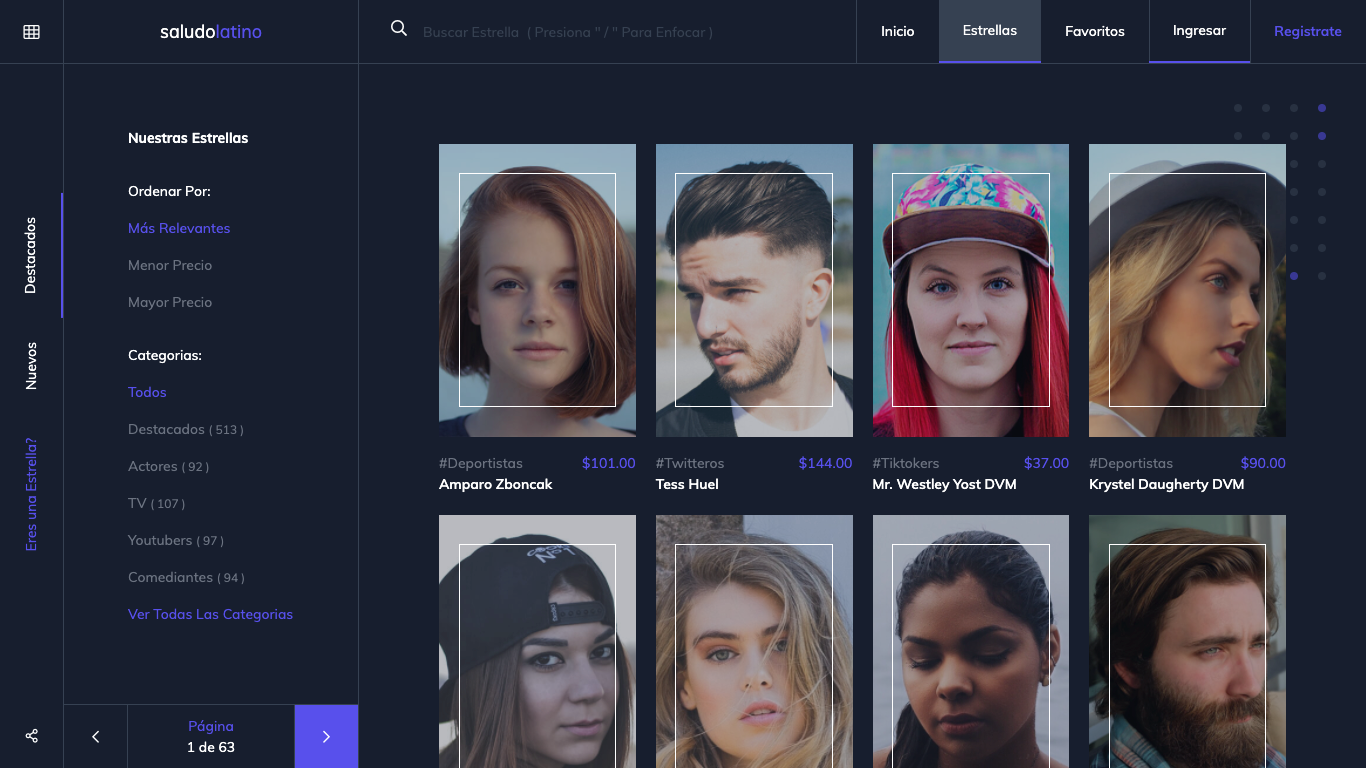 saludolatino
Buscar Estrella ( Presiona " / " Para Enfocar )
Inicio
Estrellas
Favoritos
Ingresar
Registrate
Destacados
Nuevos
Eres una Estrella?
Nuestras Estrellas
Ordenar Por:
Más Relevantes
Menor Precio
Mayor Precio
Categorias:
Todos
Destacados ( 513 )
Actores ( 92 )
TV ( 107 )
Youtubers ( 97 )
Comediantes ( 94 )
Ver Todas Las Categorias
Página
1 de 63
#Deportistas $101.00
Amparo Zboncak
#Twitteros $144.00
Tess Huel
#Tiktokers $37.00
Mr. Westley Yost DVM
#Deportistas $90.00
Krystel Daugherty DVM